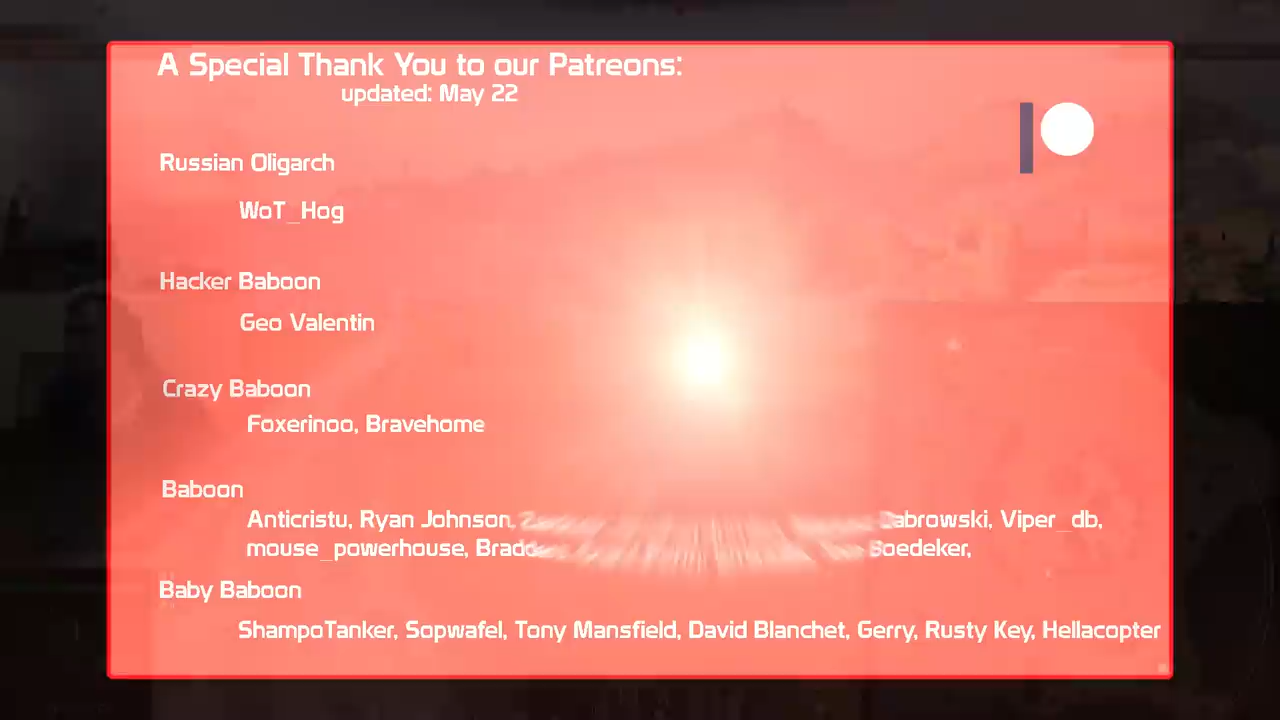 A Special Thank You to our Patreons:
updated: May 22
Russian Oligarch
WoT_Hog
Hacker Baboon
Geo Valentin
Crazy Baboon
Foxerinoo, Bravehome
Baboon
Anticristu, Ryan Johnson, Viper_db,
mouse_powerhouse,
Baby Baboon
ShampoTanker, Sopwafel, Tony Mansfield, David Blanchet, Gerry, Rusty Key, Hellacopter